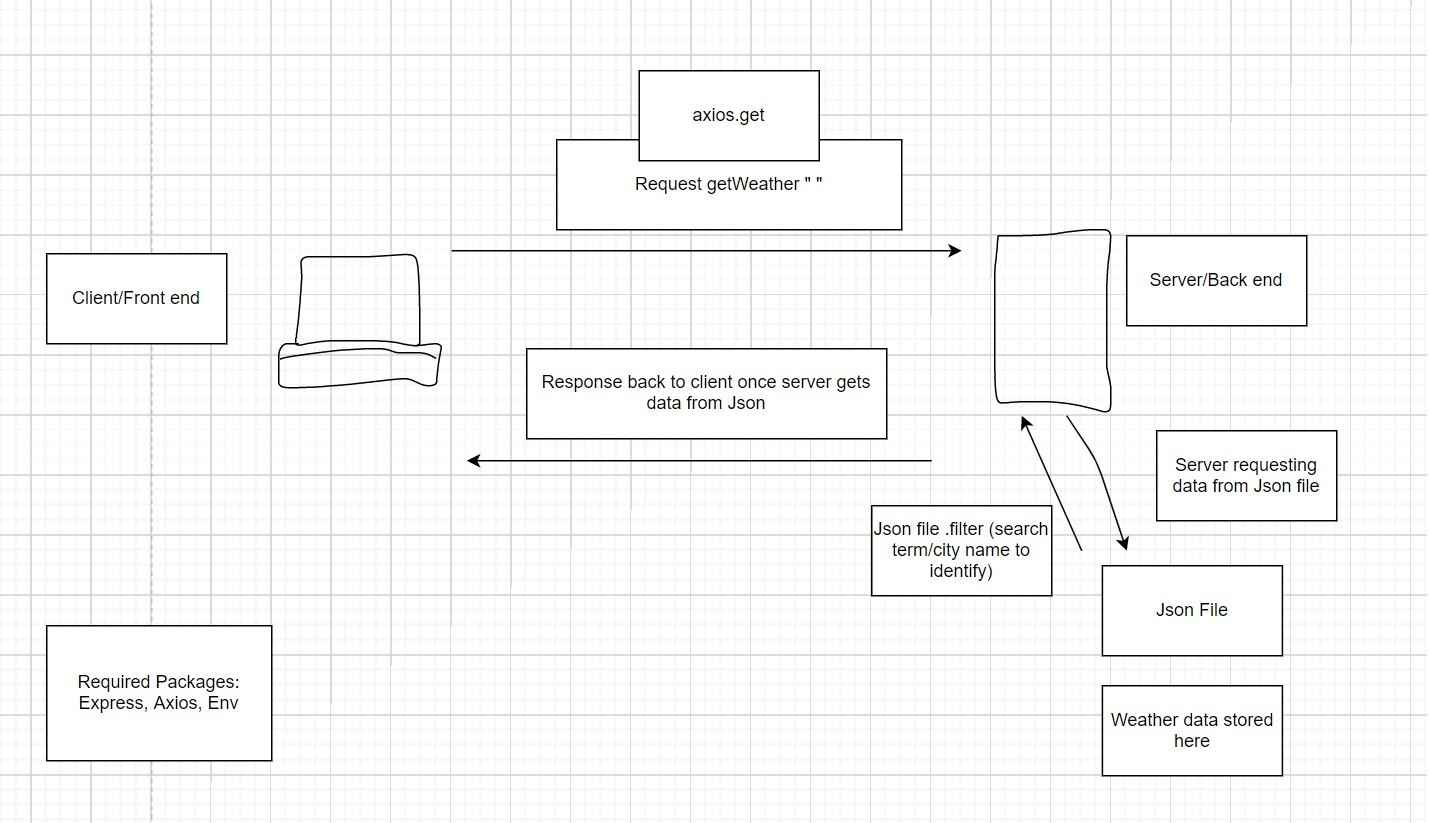 axios.get
Request getWeather " "
Client/Front end
Server/Back end
Response back to client once server gets
data from Json
Server requesting
data from Json file
Json file .filter (search
term/city name to
identify)
Json File
Required Packages:
Express, Axios, Env
Weather data stored
here